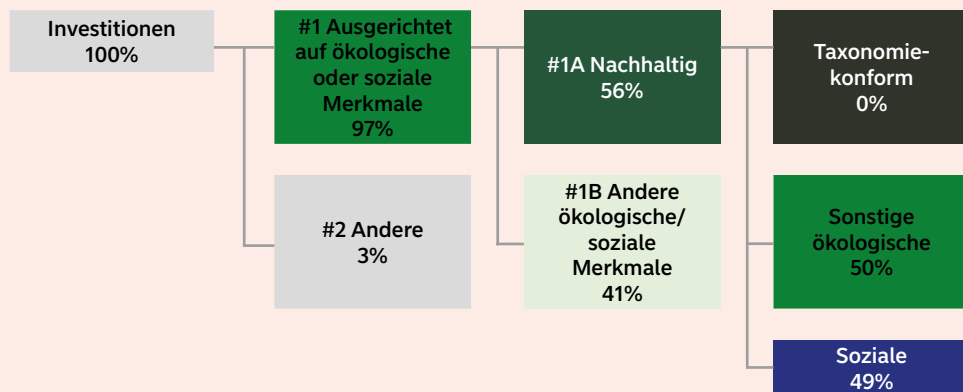 Investitionen
100%
#1 Ausgerichtet
auf ökologische
oder soziale
Merkmale
97%
#1A Nachhaltig
56%
Taxonomie-
konform
0%
#2 Andere
3%
#1B Andere
ökologische/
soziale
Merkmale
41%
Sonstige
ökologische
50%
Soziale
49%